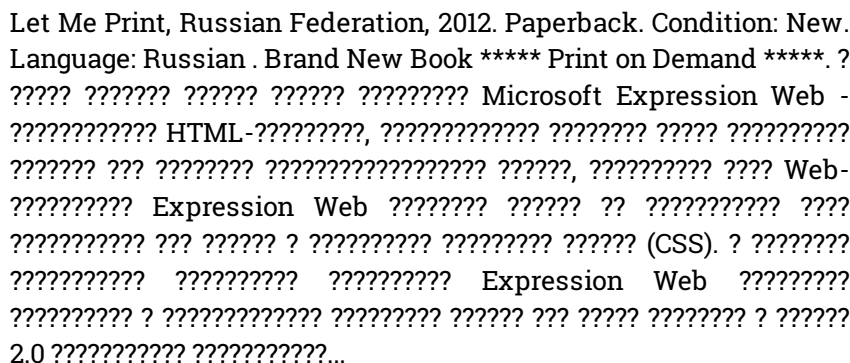 Let Me Print, Russian Federation, 2012. Paperback. Condition: New.
Language: Russian . Brand New Book ***** Print on Demand *****. ?
????? ??????? ?????? ?????? ????????? Microsoft Expression Web -
???????????? HTML-?????????, ????????????? ???????? ????? ??????????
??????? ??? ???????? ?????????????????? ??????, ?????????? ???? Web-
?????????? Expression Web ???????? ?????? ?? ??????????? ????
??????????? ??? ?????? ? ?????????? ????????? ?????? (CSS). ? ????????
??????????? ?????????? ?????????? Expression Web ?????????
?????????? ? ????????????? ????????? ?????? ??? ????? ???????? ? ??????
2.0 ??????????? ???????????...